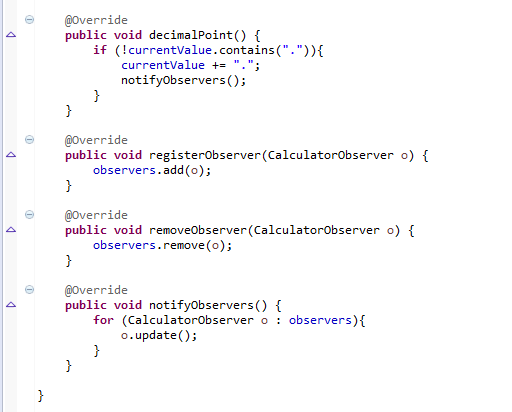 @Override
public void decimalPoint() {
if (!currentValue.contains(".")){
currentValue += ".";
notifyObservers();
}
}
@Override
public void registerObserver(CalculatorObserver o) {
observers.add(o);
}
@Override
public void removeObserver(CalculatorObserver o) {
observers.remove(o);
}
@Override
public void notifyObservers() {
for (CalculatorObserver o : observers){
o.update();
}
}
}